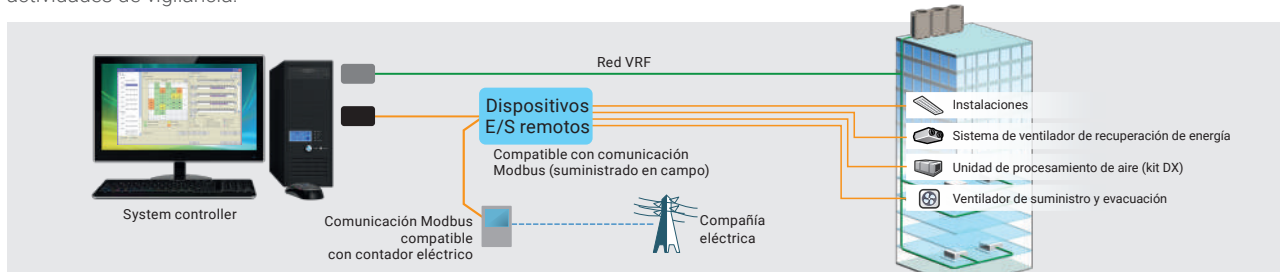 actividades de vigilancia.
Red VRF
Dispositivos
E/S remotos
Compatible con comunicación
Modbus (suministrado en campo)
System controller
Comunicación Modbus
compatible
con contador eléctrico
Compañía
eléctrica
Instalaciones
Sistema de ventilador de recuperación de energía
Unidad de procesamiento de aire (kit DX)
Ventilador de suministro y evacuación